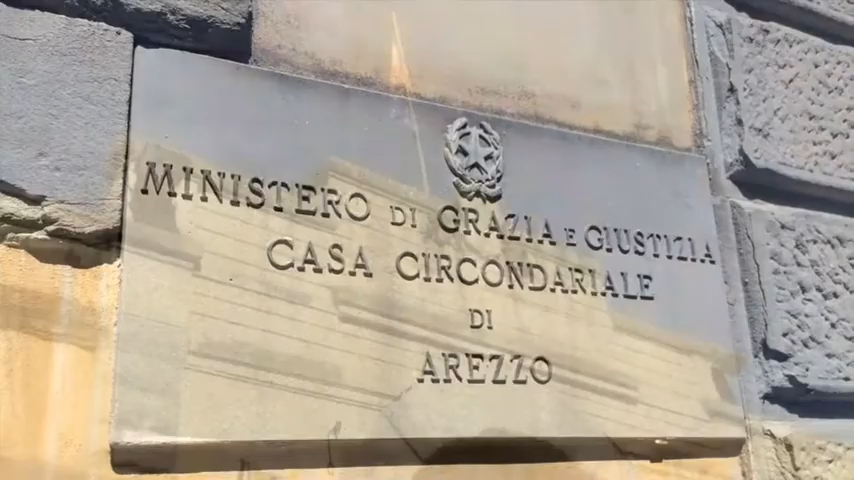 MINISTERO DI GRAZIA E GIUSTIZIA
CASA CIRCONDARIALE
DI
AREZZO